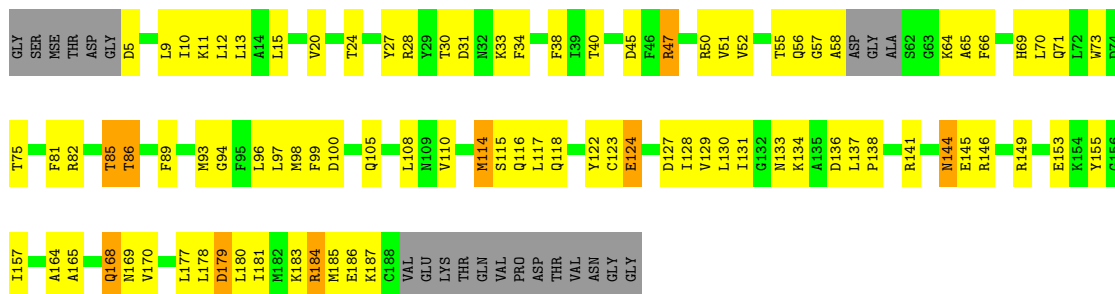 GLY SER MSE THR ASP GLY D5 L9 I10 K11 L12 L13 A14 L15 V20 T24 Y27 R28 Y29 T30 D31 N32 K33 F34 F38 I39 T40 D45 F46 R47 R50 V51 V52 T55 Q56 G57 A58 ASP GLY ALA S62 G63 K64 A65 F66 H69 L70 Q71 L72 W73
T75 F81 R82 T85 T86 F89 M93 G94 F95 L96 L97 M98 F99 D100 Q105 L108 N109 V110 M114 S115 Q116 L117 Q118 Y122 C123 E124 D127 I128 V129 L130 I131 G132 N133 K134 A135 D136 L137 P138 R141 N144 E145 R146 R149 E153 K154 Y155
I157 A164 A165 Q168 N169 V170 L177 L178 D179 L180 I181 M182 K183 R184 M185 E186 K187 C188 VAL GLU LYS THR GLN VAL PRO ASP THR VAL ASN GLY GLY